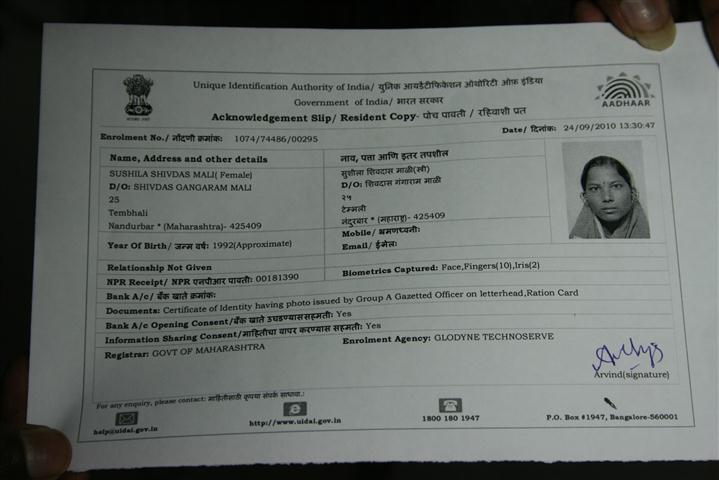 Unique Identification Authority of India/ युनिक आयडेंटीफिकेशन ओथोरिटी ऑफ़ इंडिया
Government of India/ भारत सरकार
AADHAAR
Acknowledgement Slip/ Resident Copy- पोच पावती / रहिवाशी प्रत
Enrolment No./ नोंदणी क्रमांकः 1074/74486/00295
Date/ दिनांकः 24/09/2010 13:30:47
Name, Address and other details
SUSHILA SHIVDAS MALI( Female)
D/O: SHIVDAS GANGARAM MALI
25
Tembhali
Nandurbar * (Maharashtra)- 425409
Year Of Birth/ जन्म वर्षः 1992(Approximate)
Relationship Not Given
NPR Receipt/ NPR एनपीआर पावतीः 00181390
नाव, पत्ता आणि इतर तपशील
सुशीला शिवदास माळी(स्त्री)
D/O: शिवदास गंगाराम माळी
२५
टेम्भली
नंदुरबार * (महाराष्ट्र)- 425409
Mobile/ भ्रमणध्वनीः
Email/ ईमेलः
Biometrics Captured: Face,Fingers(10),Iris(2)
Bank A/c/ बँक खाते क्रमांकः
Documents: Certificate of Identity having photo issued by Group A Gazetted Officer on letterhead,Ration Card
Bank A/c Opening Consent/बँक खाते उघडण्याससहमतीः Yes
Information Sharing Consent/माहितीचा वापर करण्यास सहमतीः Yes
Registrar: GOVT OF MAHARASHTRA
Enrolment Agency: GLODYNE TECHNOSERVE
Arvind(signature)
For any enquiry, please contact: माहितीसाठी कृपया संपर्क साधावा.:
help@uidai.gov.in
http://www.uidai.gov.in
1800 180 1947
P.O. Box #1947, Bangalore-560001